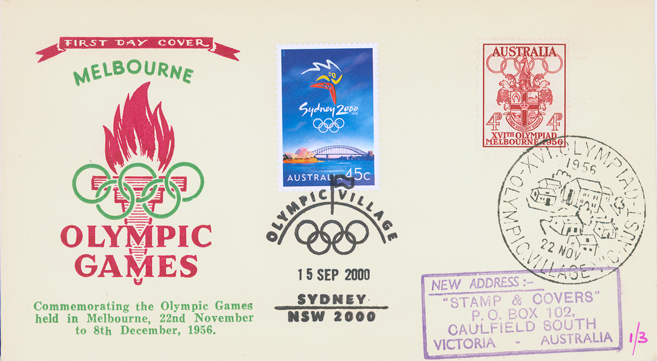 FIRST DAY COVER
MELBOURNE
OLYMPIC
GAMES
Commemorating the Olympic Games
held in Melbourne, 22nd November
to 8th December, 1956.
Sydney 2000
AUSTRALIA 45c
OLYMPIC VILLAGE
15 SEP 2000
SYDNEY
NSW 2000
AUSTRALIA
4D 4D
XVITH OLYMPIAD
MELBOURNE 1956
XVI OLYMPIAD
1956
22 NOV
OLYMPIC VILLAGE VIC. AUST.
NEW ADDRESS :-
"STAMP & COVERS"
P. O. BOX 102,
CAULFIELD SOUTH
VICTORIA - AUSTRALIA
1/3